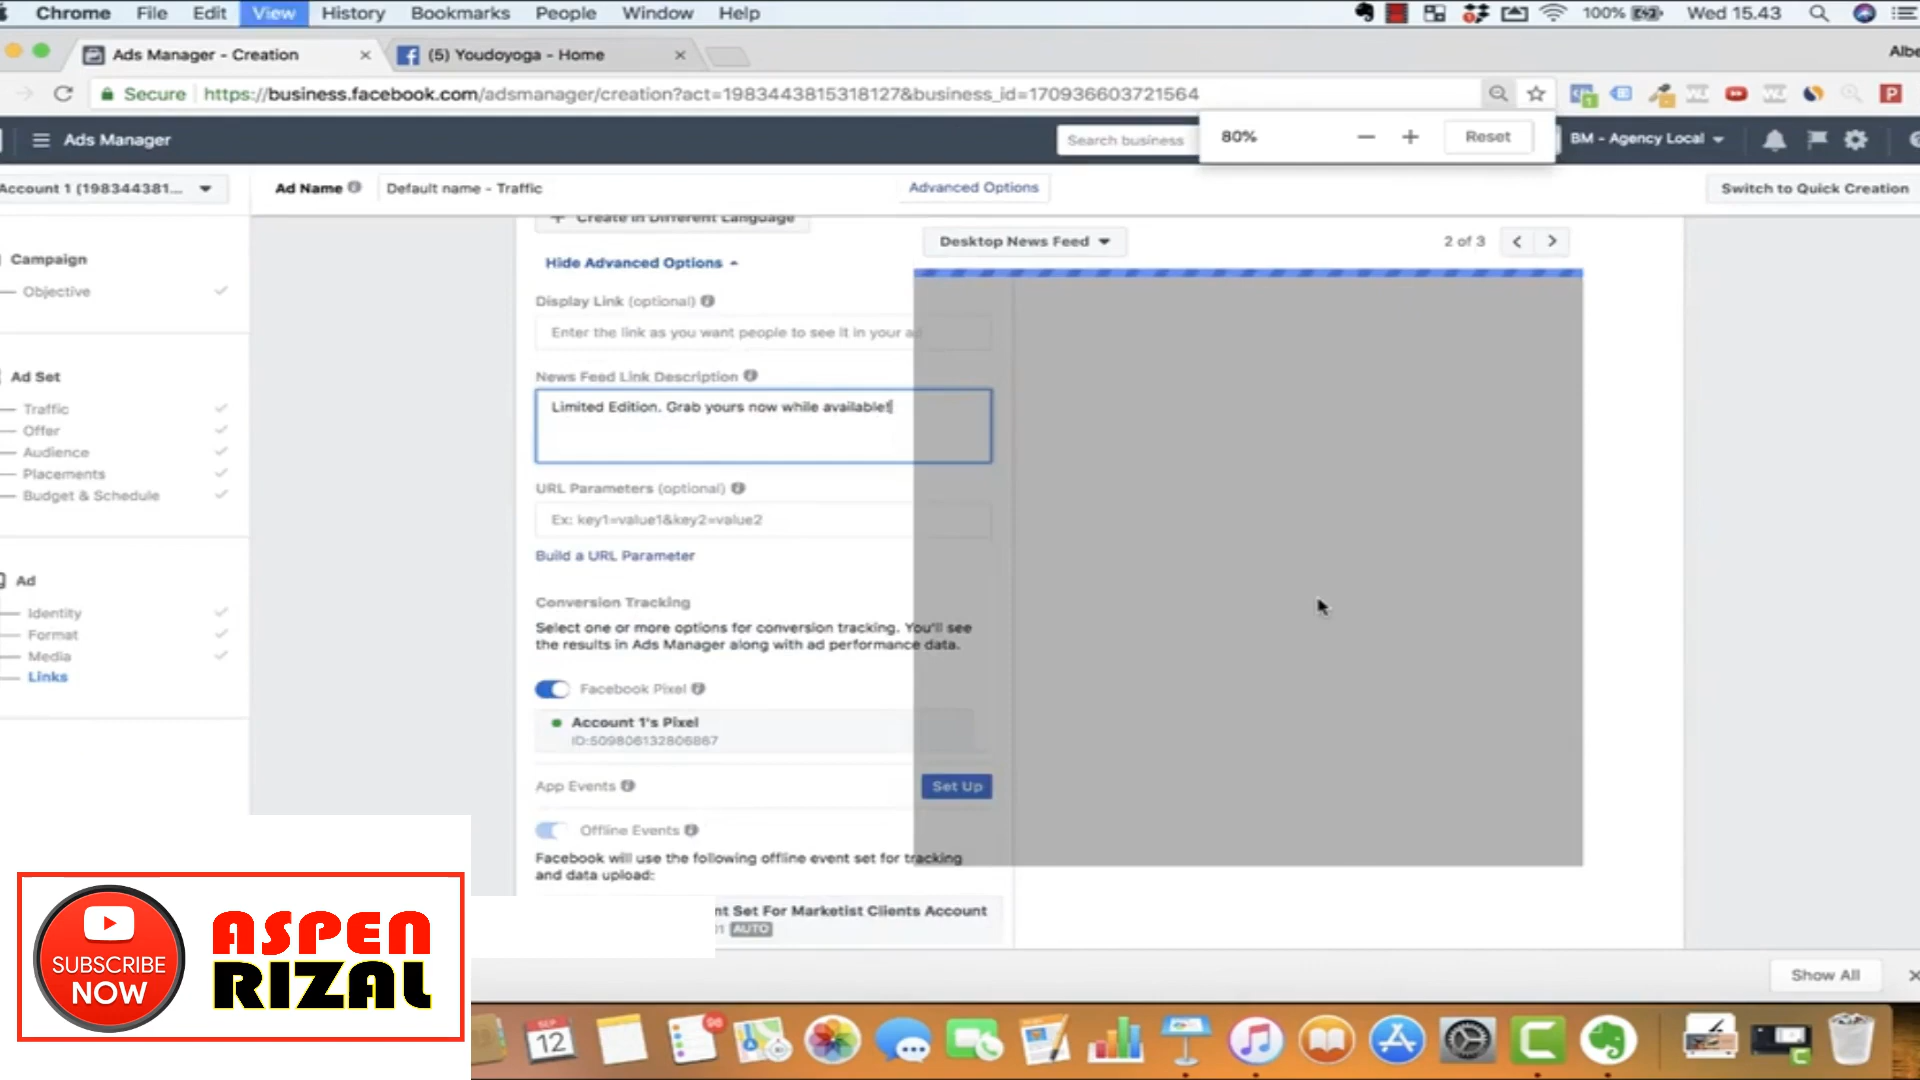 Chrome File Edit View History Bookmarks People Window Help 100% Wed 15.43
Ads Manager - Creation (5) Youdoyoga - Home
Secure https://business.facebook.com/adsmanager/creation?act=1983443815318127&business_id=1709366037215​64
Ads Manager Search business 80% Reset BM - Agency Local
Account 1 (198344381... Ad Name Default name - Traffic Advanced Options Switch to Quick Creation
Create in Different Language
Desktop News Feed 2 of 3
Hide Advanced Options
Campaign
Objective
Display Link (optional)
Enter the link as you want people to see it in your ad
Ad Set
Traffic
Offer
Audience
Placements
Budget & Schedule
News Feed Link Description
Limited Edition. Grab yours now while available!
URL Parameters (optional)
Ex: key1=value1&key2=value2
Build a URL Parameter
Ad
Identity
Format
Media
Links
Conversion Tracking
Select one or more options for conversion tracking. You'll see
the results in Ads Manager along with ad performance data.
Facebook Pixel
Account 1's Pixel
ID:509806132806867
App Events Set Up
Offline Events
Facebook will use the following offline event set for tracking
and data upload:
nt Set For Marketist Clients Account
AUTO
Show All
SUBSCRIBE
NOW
ASPEN
RIZAL
SEP
12